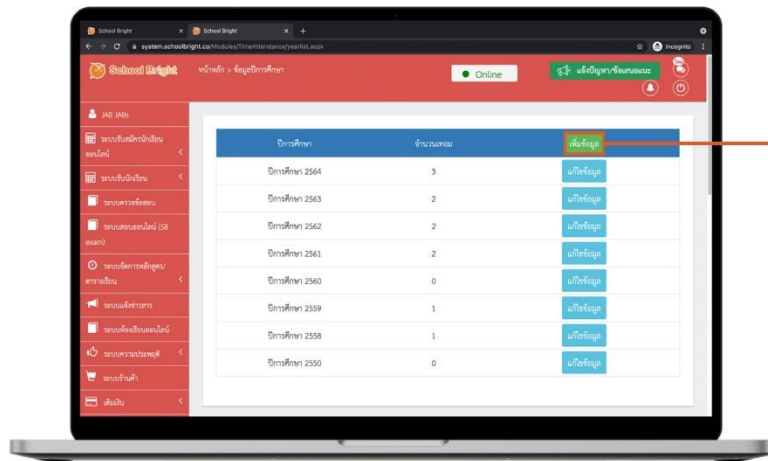 School Bright
School Bright
system.schoolbright.co/Modules/TimeAttendance/yearlist.aspx
Incognito
School Bright
หน้าหลัก > ข้อมูลปีการศึกษา
Online
แจ้งปัญหา/ข้อเสนอแนะ
JAB JABs
ระบบรับสมัครนักเรียน
ออนไลน์
ระบบรับนักเรียน
ระบบตรวจข้อสอบ
ระบบสอบออนไลน์ (SB
exam)
ระบบจัดการหลักสูตร/
ตารางเรียน
ระบบแจ้งข่าวสาร
ระบบห้องเรียนออนไลน์
ระบบความประพฤติ
ระบบร้านค้า
เติมเงิน
ปีการศึกษา จำนวนเทอม เพิ่มข้อมูล
ปีการศึกษา 2564 3 แก้ไขข้อมูล
ปีการศึกษา 2563 2 แก้ไขข้อมูล
ปีการศึกษา 2562 2 แก้ไขข้อมูล
ปีการศึกษา 2561 2 แก้ไขข้อมูล
ปีการศึกษา 2560 0 แก้ไขข้อมูล
ปีการศึกษา 2559 1 แก้ไขข้อมูล
ปีการศึกษา 2558 1 แก้ไขข้อมูล
ปีการศึกษา 2550 0 แก้ไขข้อมูล